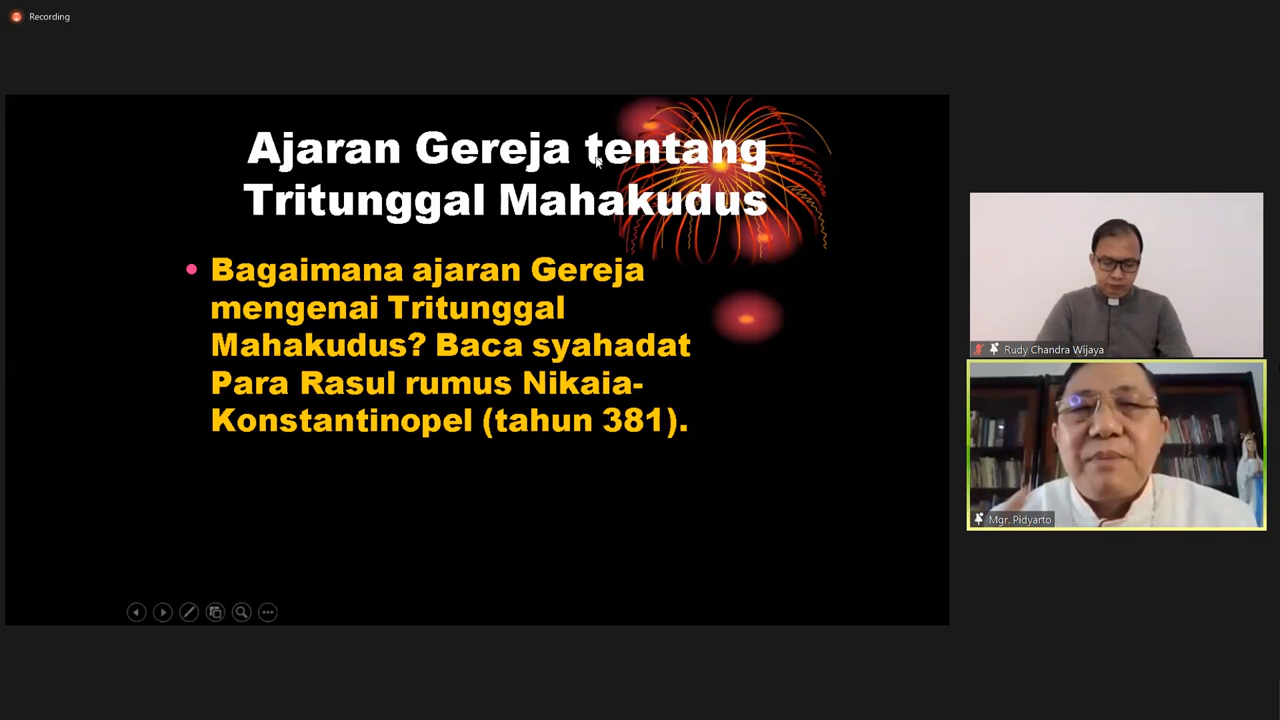 Recording
Ajaran Gereja tentang
Tritunggal Mahakudus
Bagaimana ajaran Gereja
mengenai Tritunggal
Mahakudus? Baca syahadat
Para Rasul rumus Nikaia-
Konstantinopel (tahun 381).
Rudy Chandra Wijaya
Mgr. Pidyarto